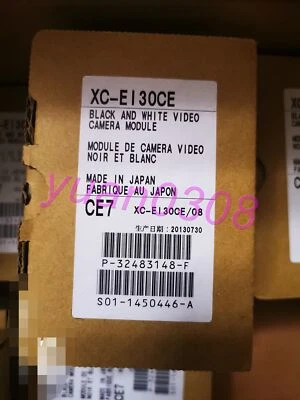 XC-EI30CE
BLACK AND WHITE VIDEO
CAMERA MODULE
MODULE DE CAMERA VIDEO
NOIR ET BLANC
MADE IN JAPAN
FABRIQUE AU JAPON
CE7 XC-EI30CE/08
生产日期：20130730
P-32483148-F
S01-1450446-A
yuan0308
CE7